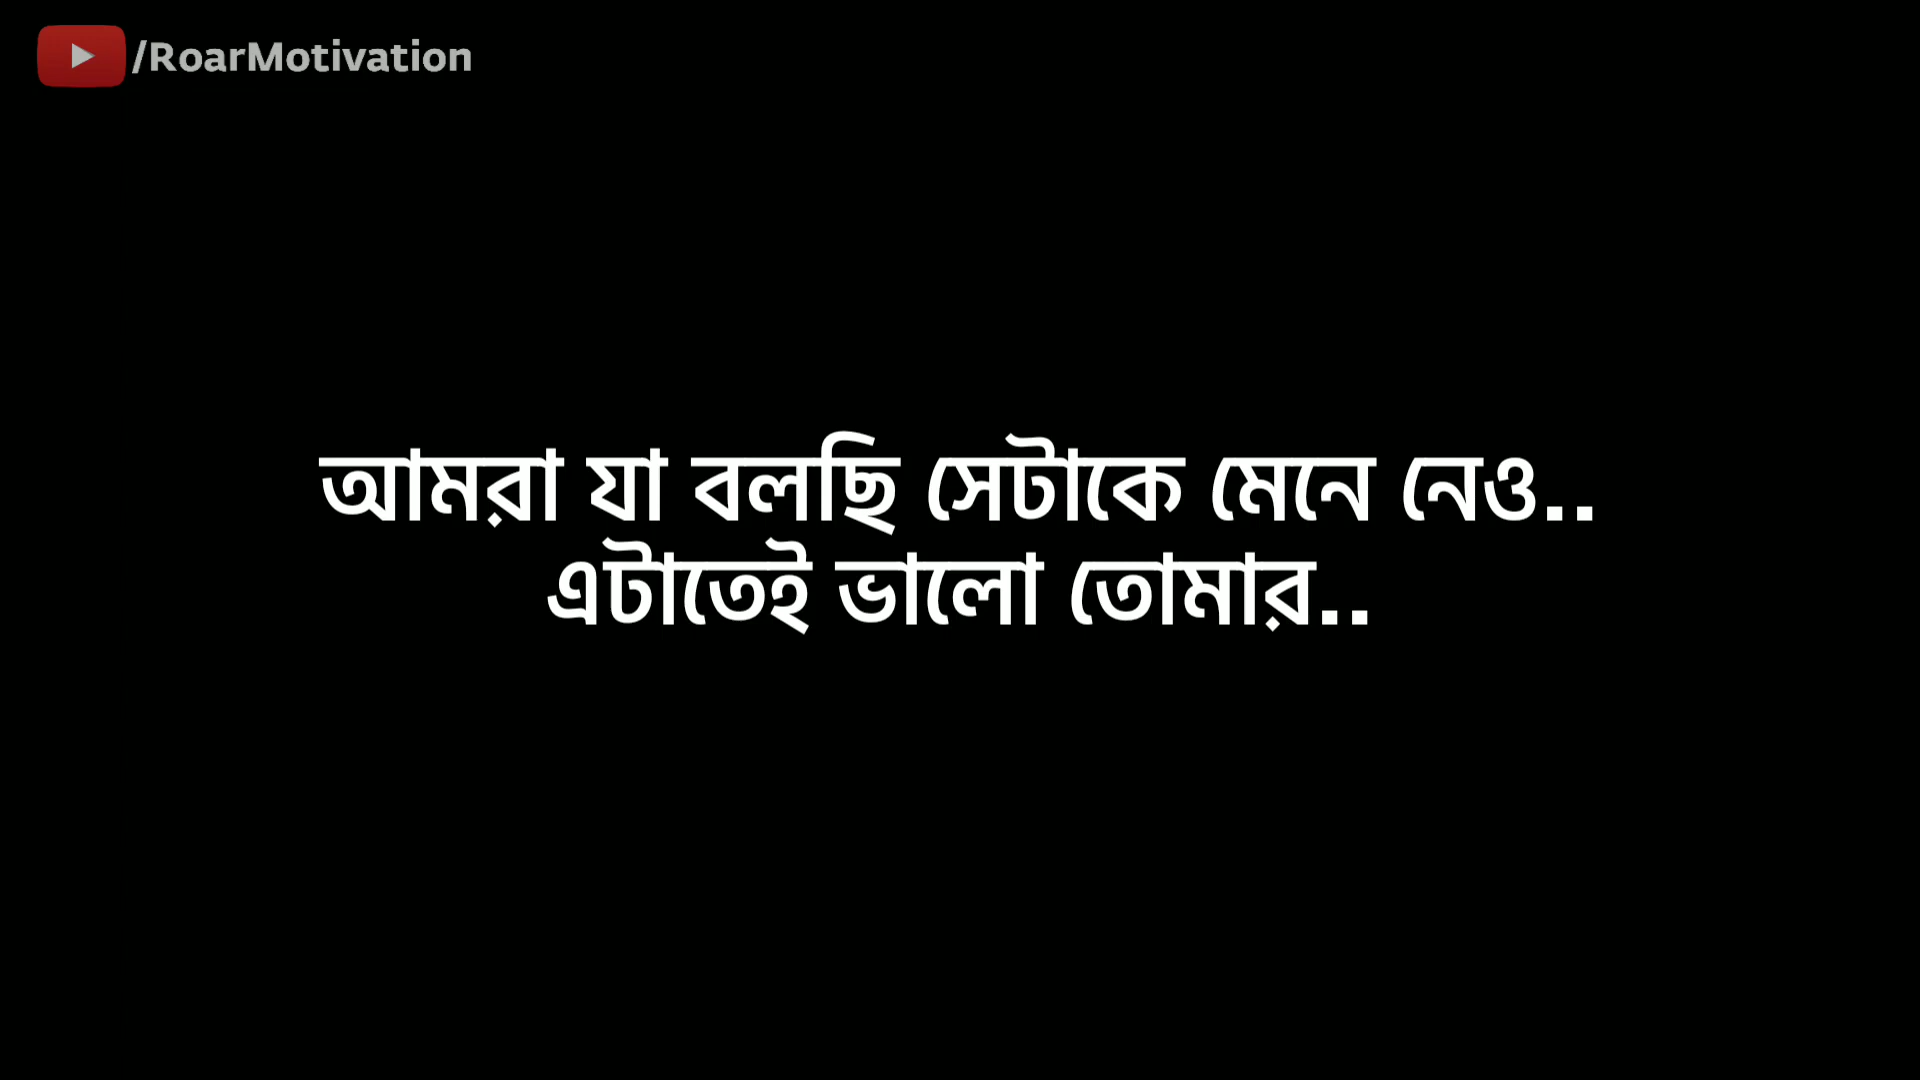 /RoarMotivation
আমরা যা বলছি সেটাকে মেনে নেও..
এটাতেই ভালো তোমার..